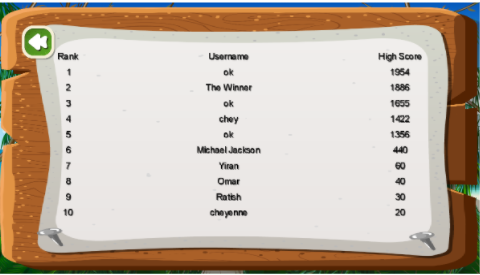 Rank Username High Score
1 ok 1954
2 The Winner 1886
3 ok 1655
4 chey 1422
5 ok 1356
6 Michael Jackson 440
7 Yiran 60
8 Omar 40
9 Ratish 30
10 cheyenne 20